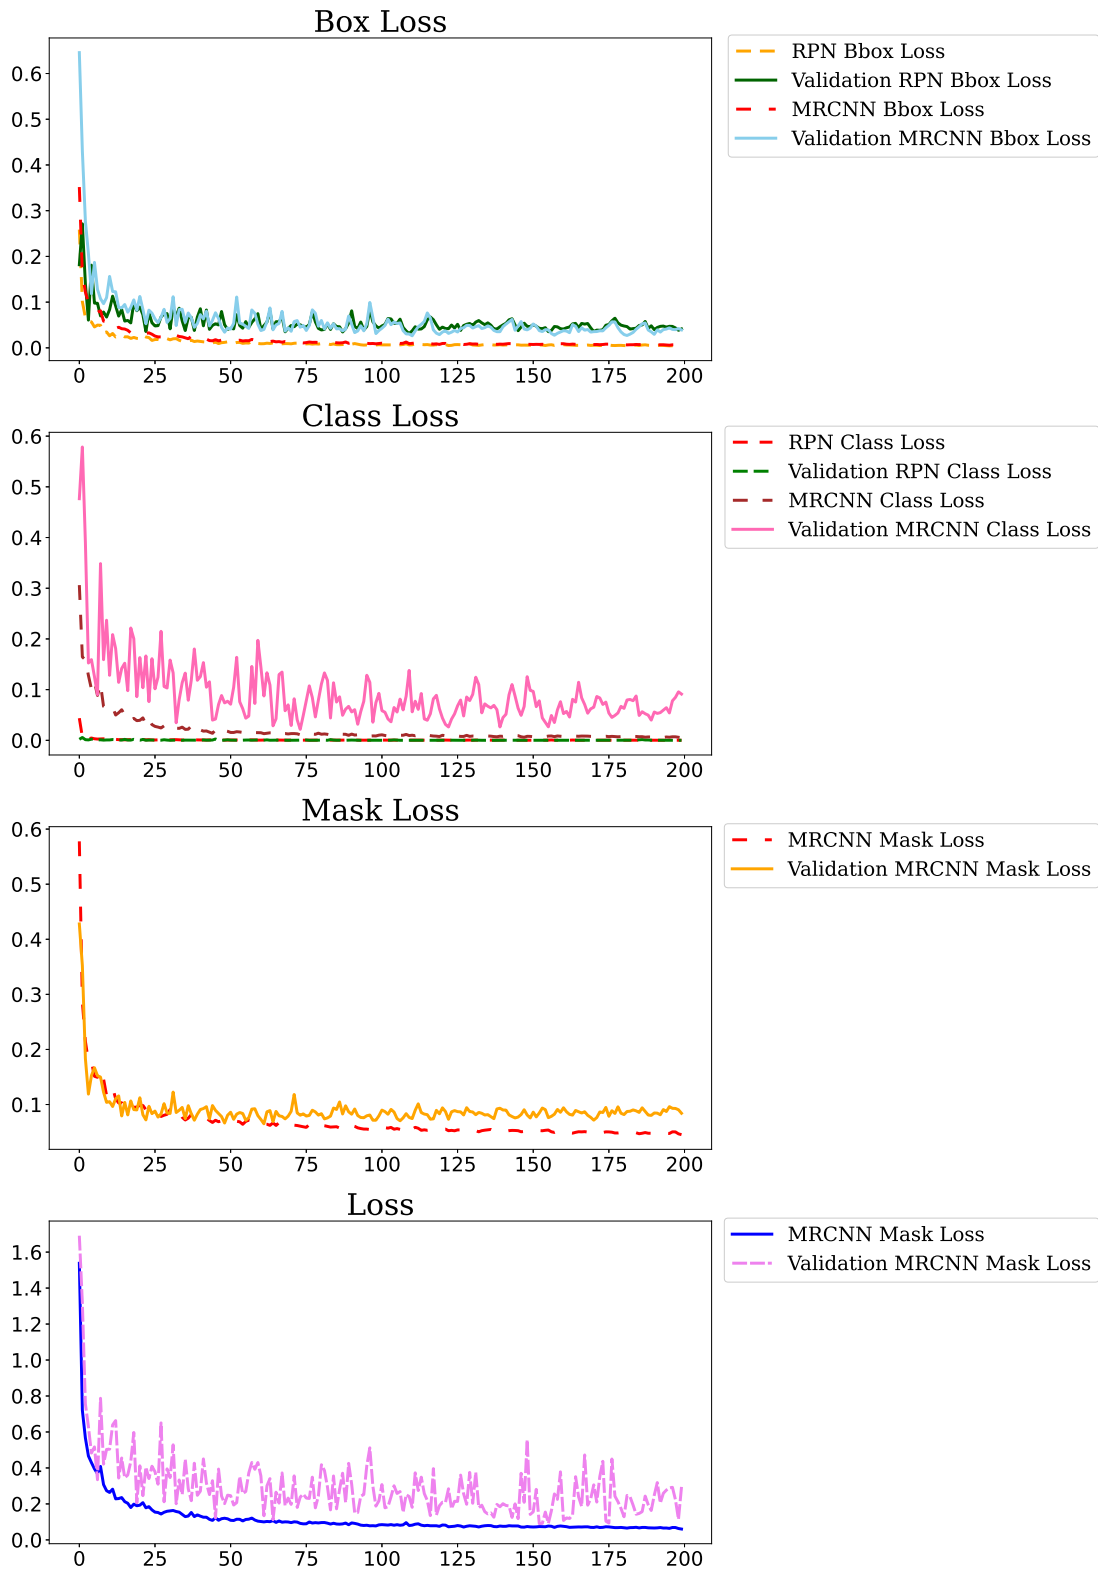 Box Loss
0.6
0.5
0.4
0.3
0.2
0.1
0.0
0 25 50 75 100 125 150 175 200
RPN Bbox Loss
Validation RPN Bbox Loss
MRCNN Bbox Loss
Validation MRCNN Bbox Loss
Class Loss
0.6
0.5
0.4
0.3
0.2
0.1
0.0
0 25 50 75 100 125 150 175 200
RPN Class Loss
Validation RPN Class Loss
MRCNN Class Loss
Validation MRCNN Class Loss
Mask Loss
0.6
0.5
0.4
0.3
0.2
0.1
0 25 50 75 100 125 150 175 200
MRCNN Mask Loss
Validation MRCNN Mask Loss
Loss
1.6
1.4
1.2
1.0
0.8
0.6
0.4
0.2
0.0
0 25 50 75 100 125 150 175 200
MRCNN Mask Loss
Validation MRCNN Mask Loss